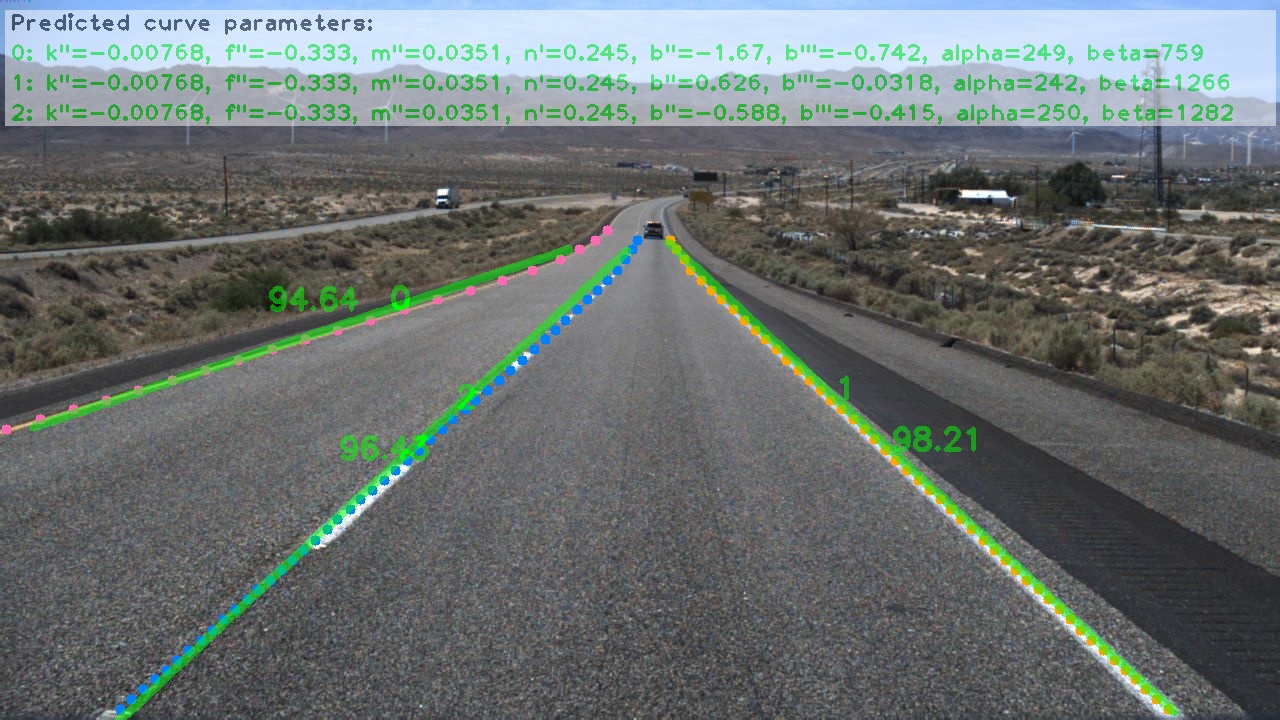 Predicted curve parameters:
0: k''=-0.00768, f''=-0.333, m''=0.0351, n'=0.245, b''=-1.67, b'''=-0.742, alpha=249, beta=759
1: k''=-0.00768, f''=-0.333, m''=0.0351, n'=0.245, b''=0.626, b'''=-0.0318, alpha=242, beta=1266
2: k''=-0.00768, f''=-0.333, m''=0.0351, n'=0.245, b''=-0.588, b'''=-0.415, alpha=250, beta=1282
94.64 0
2 1
98.21